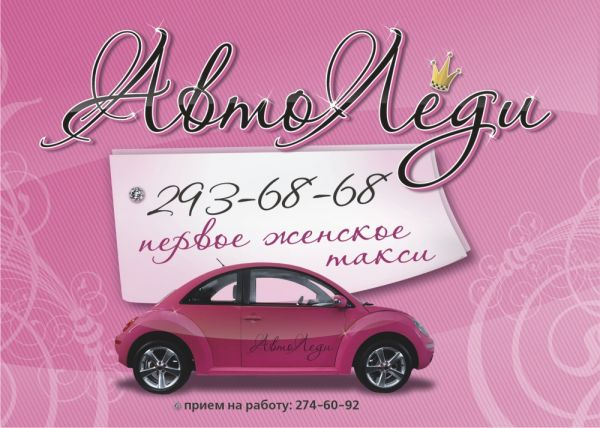 АвтоЛеди
293-68-68
первое женское
такси
АвтоЛеди
прием на работу: 274-60-92